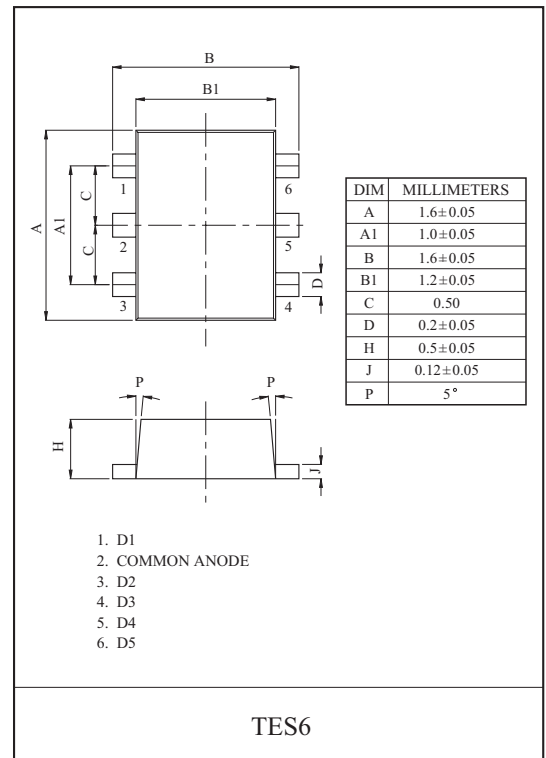 B
B1
1
6
C
A
A1
2
5
C
D
3
4
DIM MILLIMETERS
A 1.6±0.05
A1 1.0±0.05
B 1.6±0.05
B1 1.2±0.05
C 0.50
D 0.2±0.05
H 0.5±0.05
J 0.12±0.05
P 5°
P P
H
J
1. D1
2. COMMON ANODE
3. D2
4. D3
5. D4
6. D5
TES6